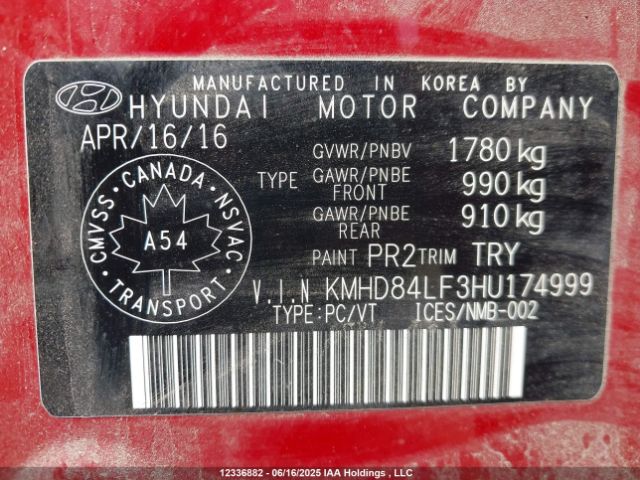 MANUFACTURED IN KOREA BY
HYUNDAI MOTOR COMPANY
APR/16/16
GVWR/PNBV 1780 kg
TYPE GAWR/PNBE FRONT 990 kg
GAWR/PNBE REAR 910 kg
PAINT PR2 TRIM TRY
CMVSS · CANADA · NSVAC
A54
TRANSPORT
V.I.N KMHD84LF3HU174999
TYPE:PC/VT ICES/NMB-002
12336882 - 06/16/2025 IAA Holdings , LLC